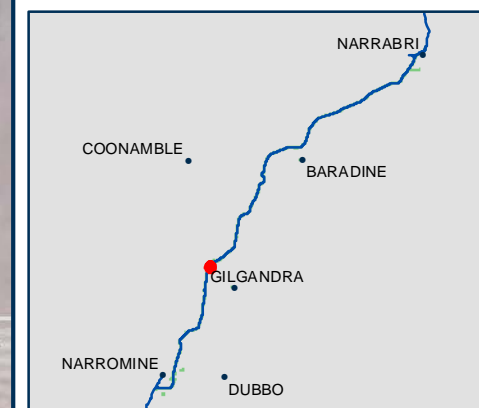 NARRABRI
COONAMBLE
BARADINE
GILGANDRA
NARROMINE
DUBBO